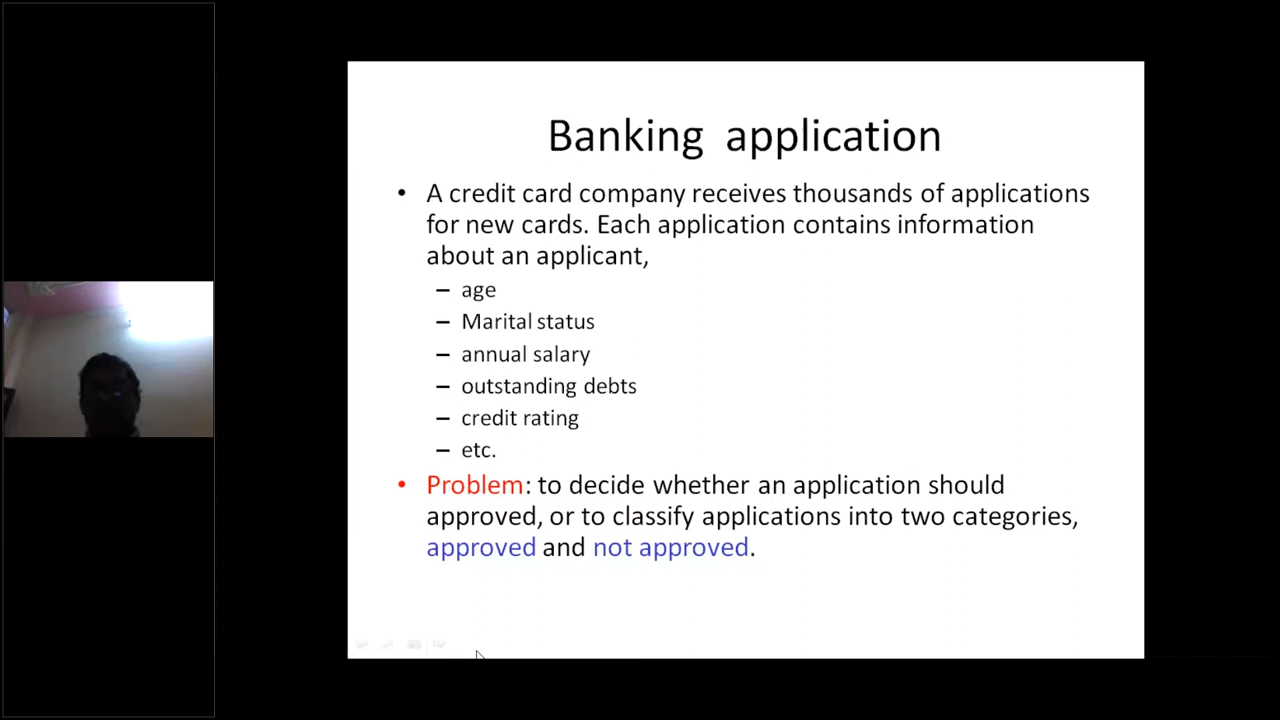 Banking application
• A credit card company receives thousands of applications
for new cards. Each application contains information
about an applicant,
– age
– Marital status
– annual salary
– outstanding debts
– credit rating
– etc.
• Problem: to decide whether an application should
approved, or to classify applications into two categories,
approved and not approved.